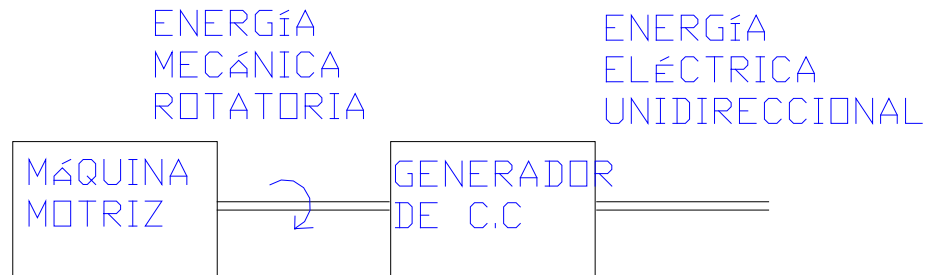 ENERGÍA
MECÁNICA
ROTATORIA
ENERGÍA
ELÉCTRICA
UNIDIRECCIONAL
MÁQUINA
MOTRIZ
GENERADOR
DE C.C